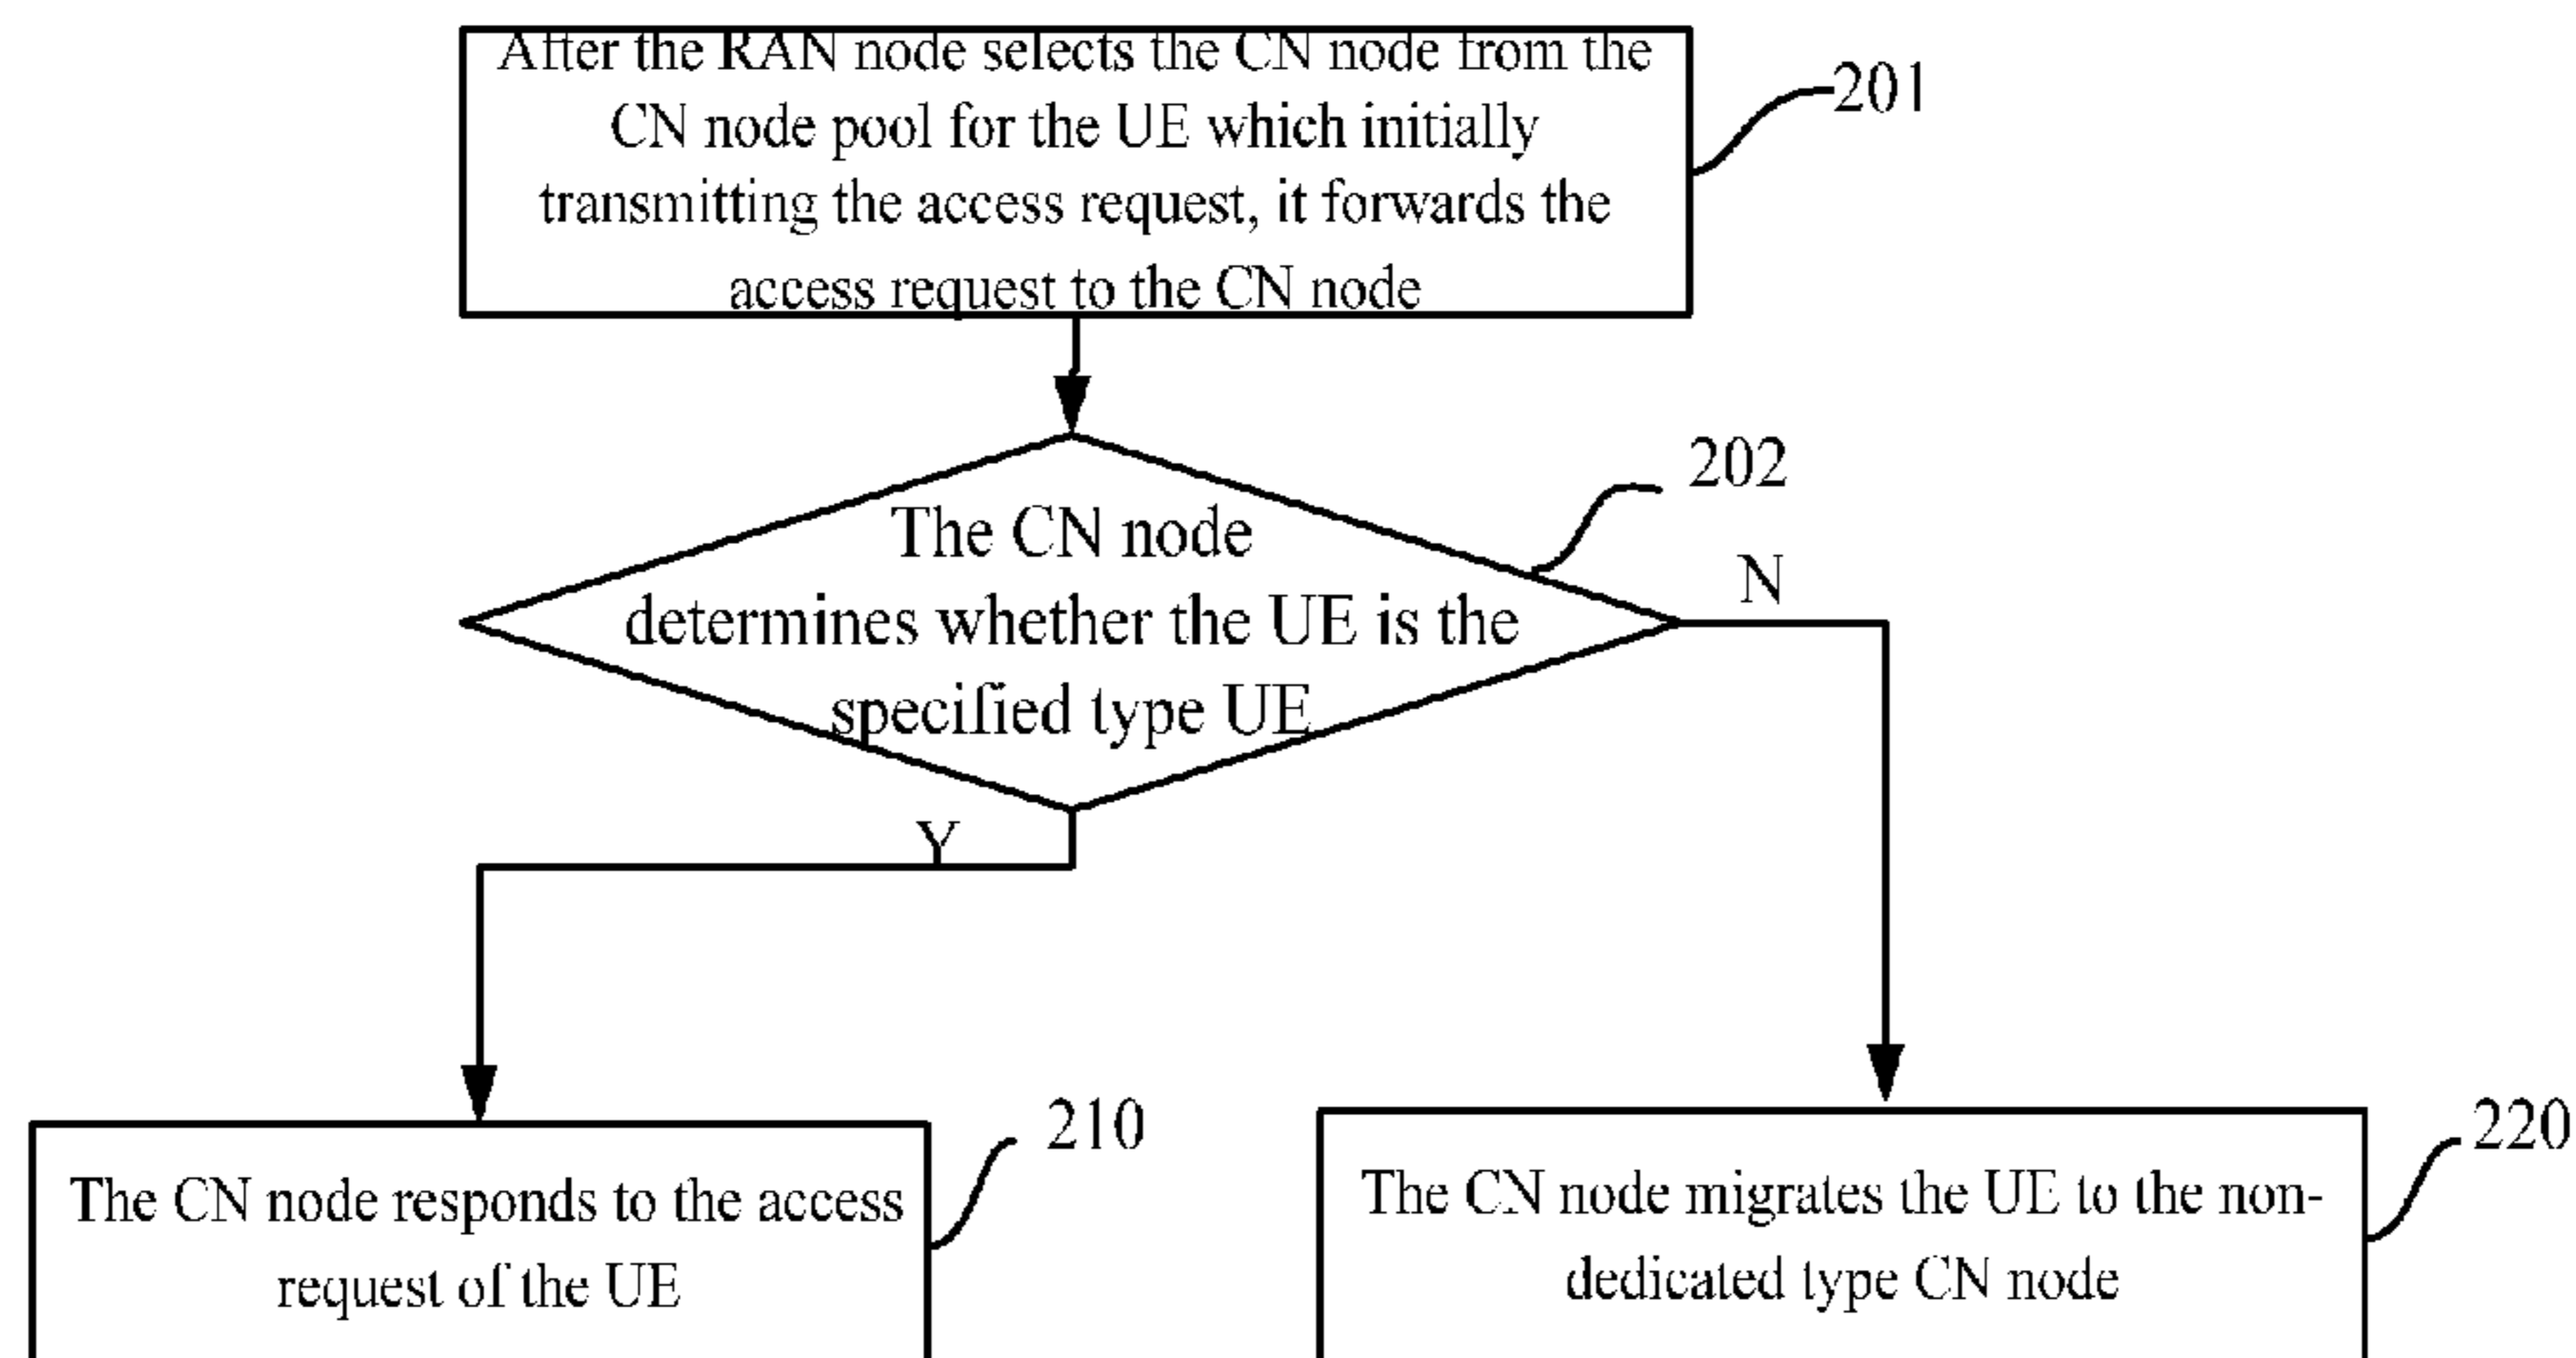 After the RAN node selects the CN node from the
CN node pool for the UE which initially
transmitting the access request, it forwards the
access request to the CN node
201
202
The CN node
determines whether the UE is the
specified type UE
N
Y
210
220
The CN node responds to the access
request of the UE
The CN node migrates the UE to the non-
dedicated type CN node